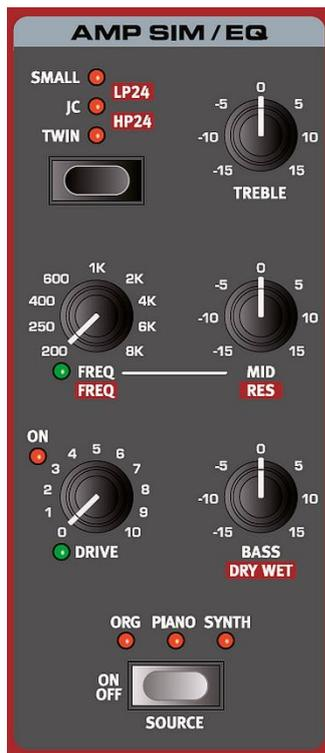 AMP SIM / EQ
SMALL
LP24
JC
HP24
TWIN
0
-5 5
-10 10
-15 15
TREBLE
1K
600 2K
400 4K
250 6K
200 8K
FREQ
FREQ
0
-5 5
-10 10
-15 15
MID
RES
ON
5
4 6
3 7
2 8
1 9
0 10
DRIVE
0
-5 5
-10 10
-15 15
BASS
DRY WET
ORG PIANO SYNTH
ON
OFF
SOURCE